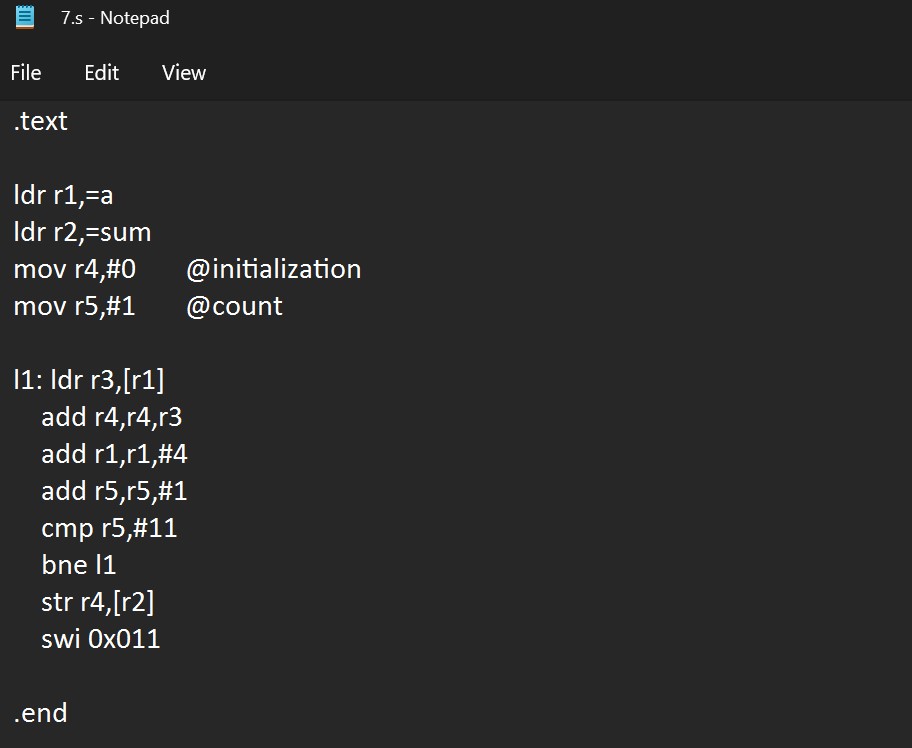 7.s - Notepad
File Edit View
.text
ldr r1,=a
ldr r2,=sum
mov r4,#0 @initialization
mov r5,#1 @count
l1: ldr r3,[r1]
add r4,r4,r3
add r1,r1,#4
add r5,r5,#1
cmp r5,#11
bne l1
str r4,[r2]
swi 0x011
.end